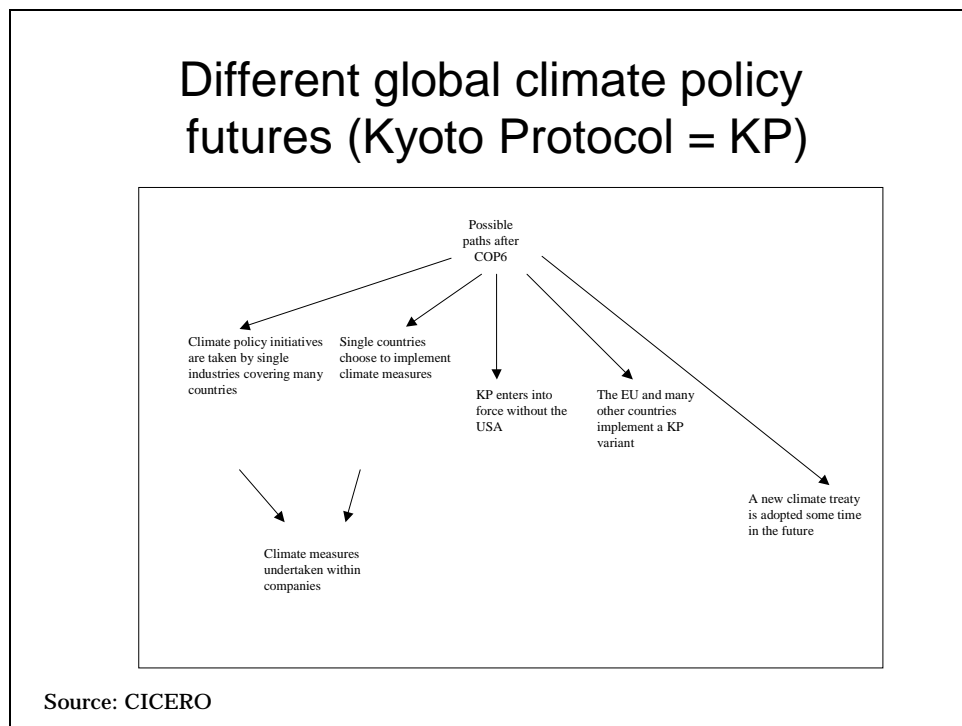 Different global climate policy
futures (Kyoto Protocol = KP)
Possible
paths after
COP6
Climate policy initiatives
are taken by single
industries covering many
countries
Single countries
choose to implement
climate measures
KP enters into
force without the
USA
The EU and many
other countries
implement a KP
variant
A new climate treaty
is adopted some time
in the future
Climate measures
undertaken within
companies
Source: CICERO